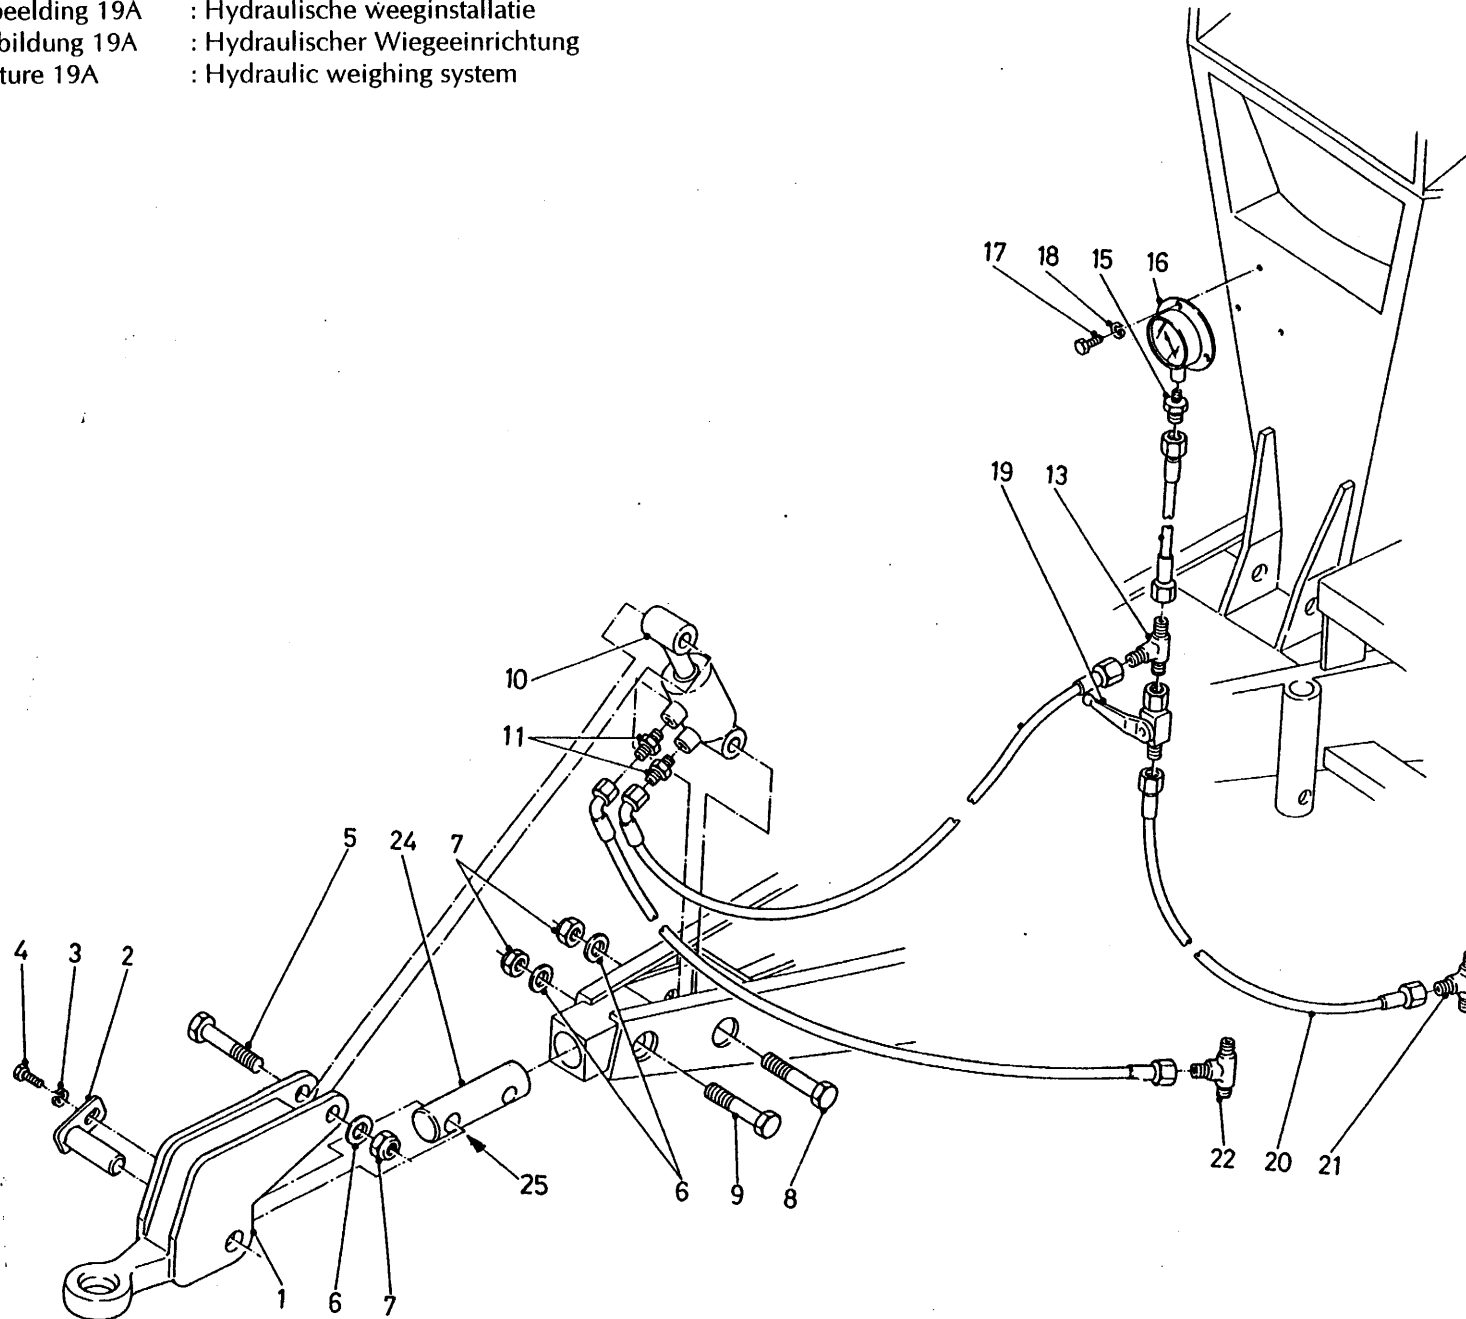 beelding 19A : Hydraulische weeginstallatie
bildung 19A : Hydraulischer Wiegeeinrichtung
ture 19A : Hydraulic weighing system
17 18 15 16
19 13
10
11
5 24 7
4 3 2
25 6 9 8 22 20 21
1 6 7